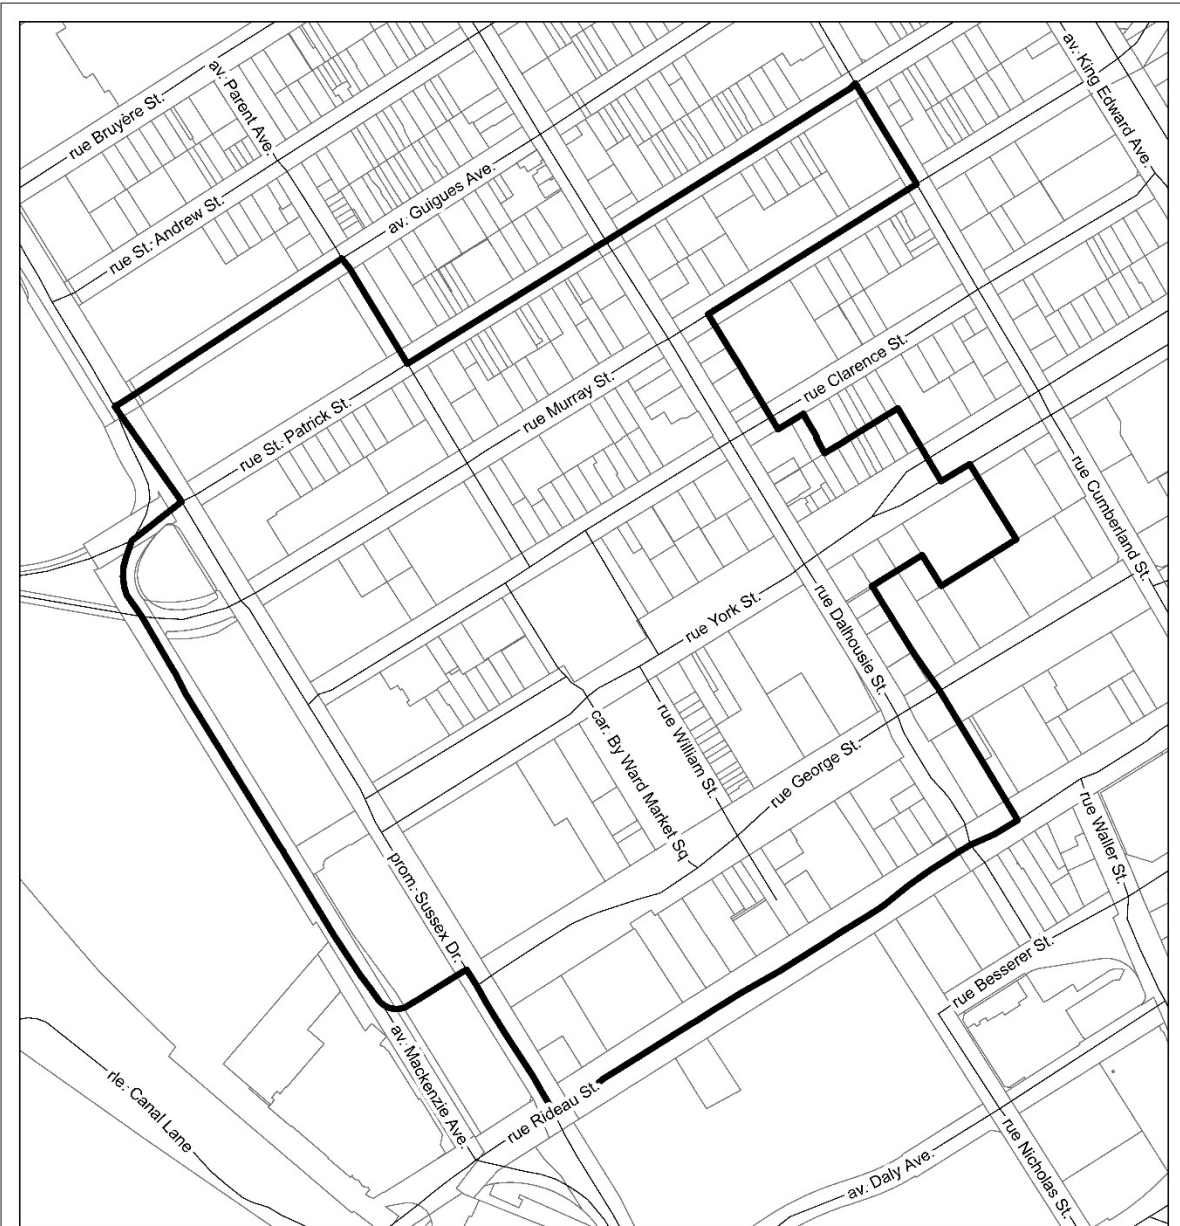 av. King Edward Ave.
av. Parent Ave.
rue Bruyère St.
av. Guigues Ave.
rue St. Andrew St.
rue Clarence St.
rue Murray St.
rue St. Patrick St.
rue Cumberland St.
rue York St.
rue Dalhousie St.
rue William St.
car. By Ward Market Sq
rue George St.
rue Waller St.
prom. Sussex Dr.
rue Besserer St.
av. Mackenzie Ave.
rle. Canal Lane
rue Rideau St.
rue Nicholas St.
av. Daly Ave.